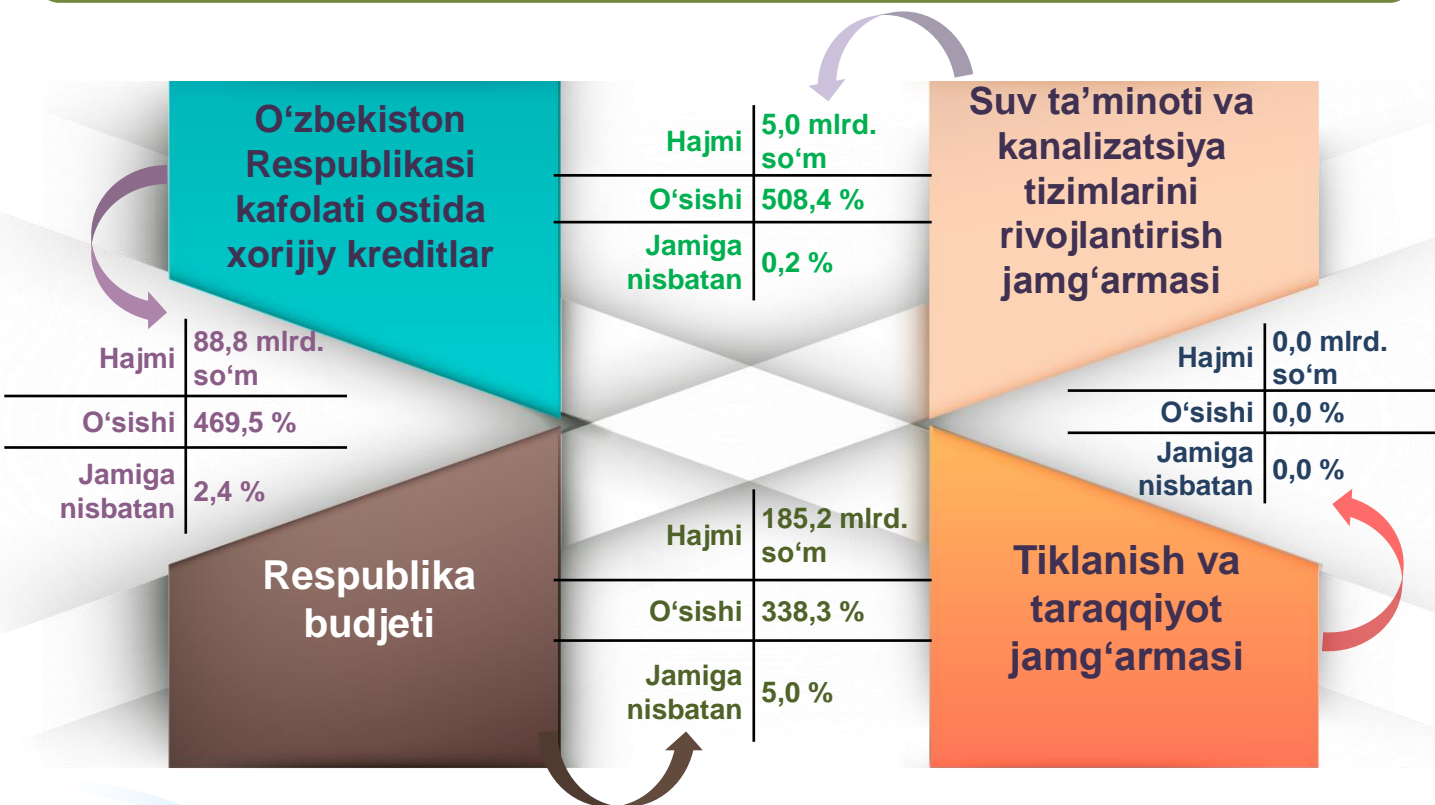 O‘zbekiston
Respublikasi
kafolati ostida
xorijiy kreditlar
Hajmi 88,8 mlrd.
so‘m
O‘sishi 469,5 %
Jamiga
nisbatan 2,4 %
Hajmi 5,0 mlrd.
so‘m
O‘sishi 508,4 %
Jamiga
nisbatan 0,2 %
Suv ta’minoti va
kanalizatsiya
tizimlarini
rivojlantirish
jamg‘armasi
Hajmi 0,0 mlrd.
so‘m
O‘sishi 0,0 %
Jamiga
nisbatan 0,0 %
Respublika
budjeti
Hajmi 185,2 mlrd.
so‘m
O‘sishi 338,3 %
Jamiga
nisbatan 5,0 %
Tiklanish va
taraqqiyot
jamg‘armasi